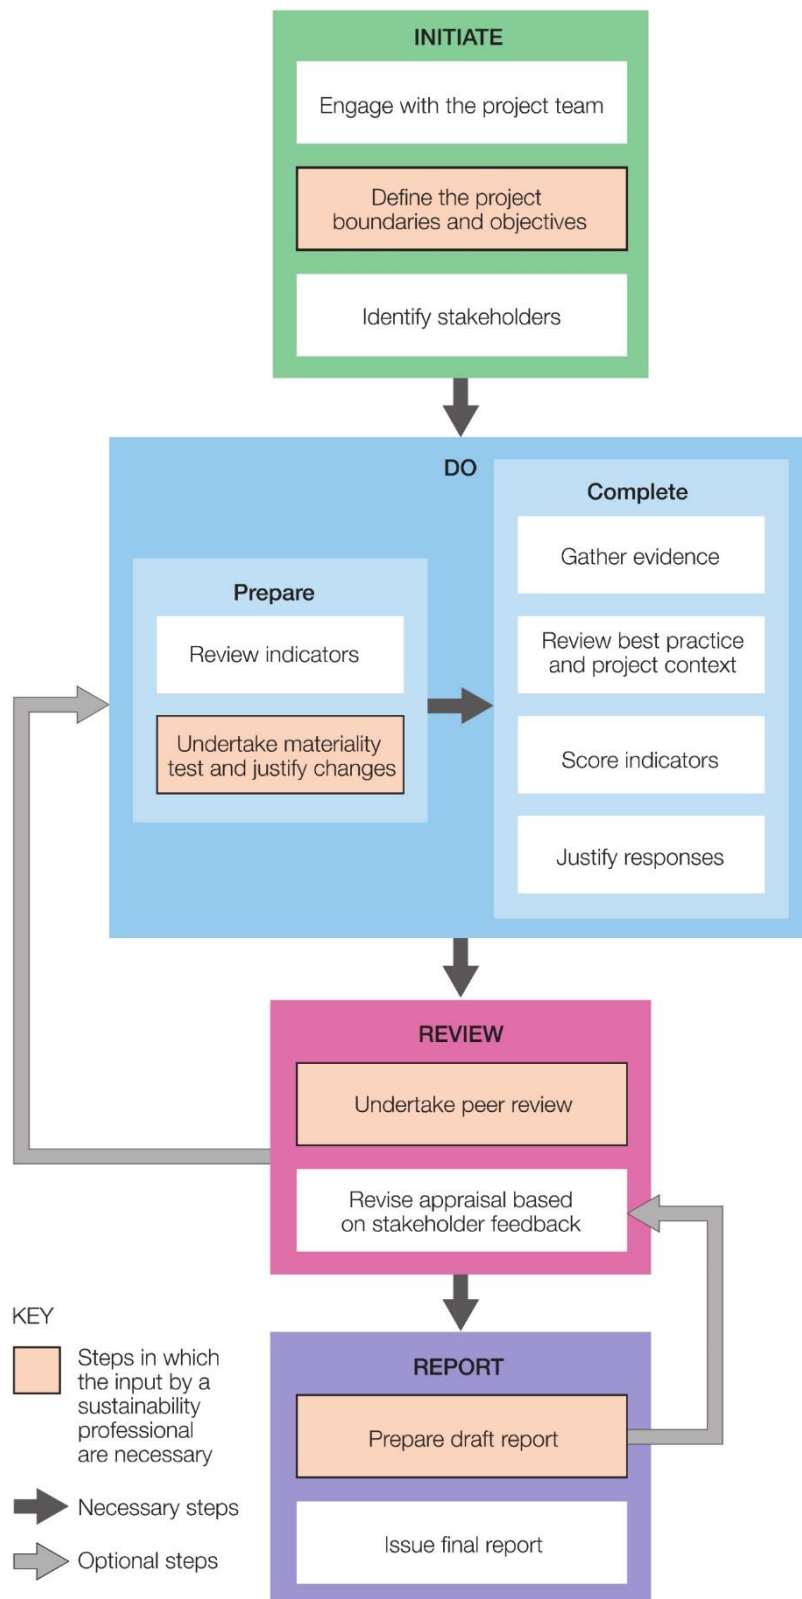 INITIATE
Engage with the project team
Define the project
boundaries and objectives
Identify stakeholders
DO
Prepare
Review indicators
Undertake materiality
test and justify changes
Complete
Gather evidence
Review best practice
and project context
Score indicators
Justify responses
REVIEW
Undertake peer review
Revise appraisal based
on stakeholder feedback
REPORT
Prepare draft report
Issue final report
KEY
Steps in which
the input by a
sustainability
professional
are necessary
Necessary steps
Optional steps